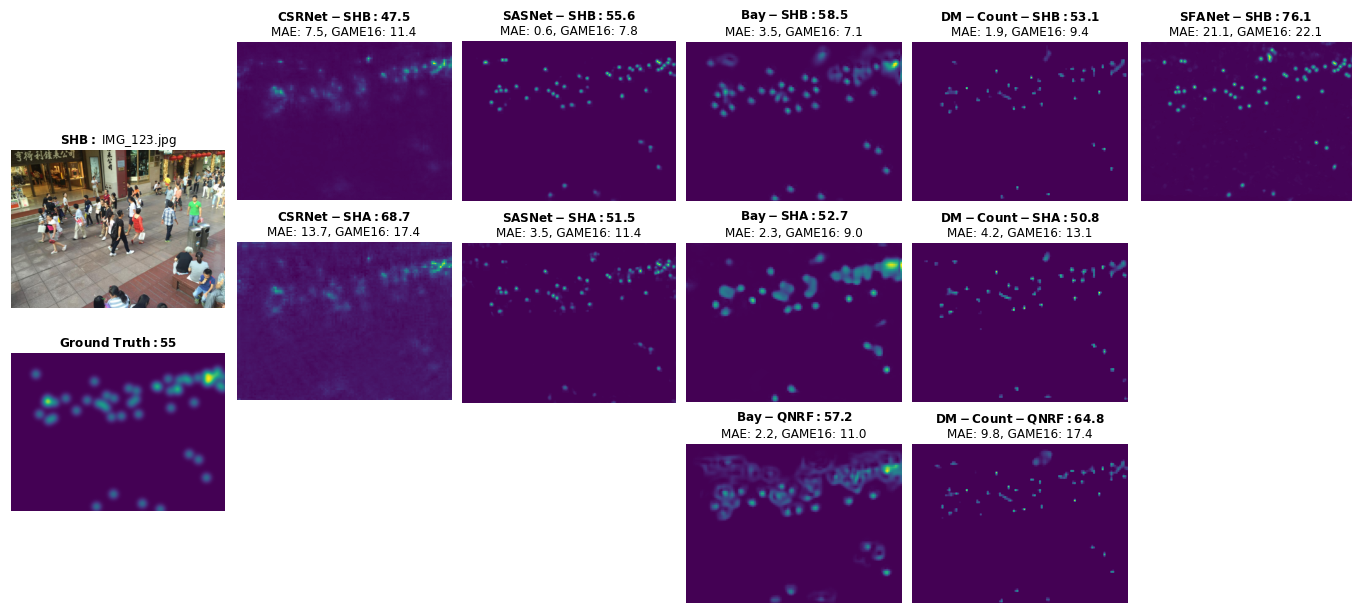 CSRNet−SHB: 47.5
MAE: 7.5, GAME16: 11.4
SASNet−SHB: 55.6
MAE: 0.6, GAME16: 7.8
Bay−SHB: 58.5
MAE: 3.5, GAME16: 7.1
DM−Count−SHB: 53.1
MAE: 1.9, GAME16: 9.4
SFANet−SHB: 76.1
MAE: 21.1, GAME16: 22.1
SHB: IMG_123.jpg
CSRNet−SHA: 68.7
MAE: 13.7, GAME16: 17.4
SASNet−SHA: 51.5
MAE: 3.5, GAME16: 11.4
Bay−SHA: 52.7
MAE: 2.3, GAME16: 9.0
DM−Count−SHA: 50.8
MAE: 4.2, GAME16: 13.1
Ground Truth: 55
Bay−QNRF: 57.2
MAE: 2.2, GAME16: 11.0
DM−Count−QNRF: 64.8
MAE: 9.8, GAME16: 17.4